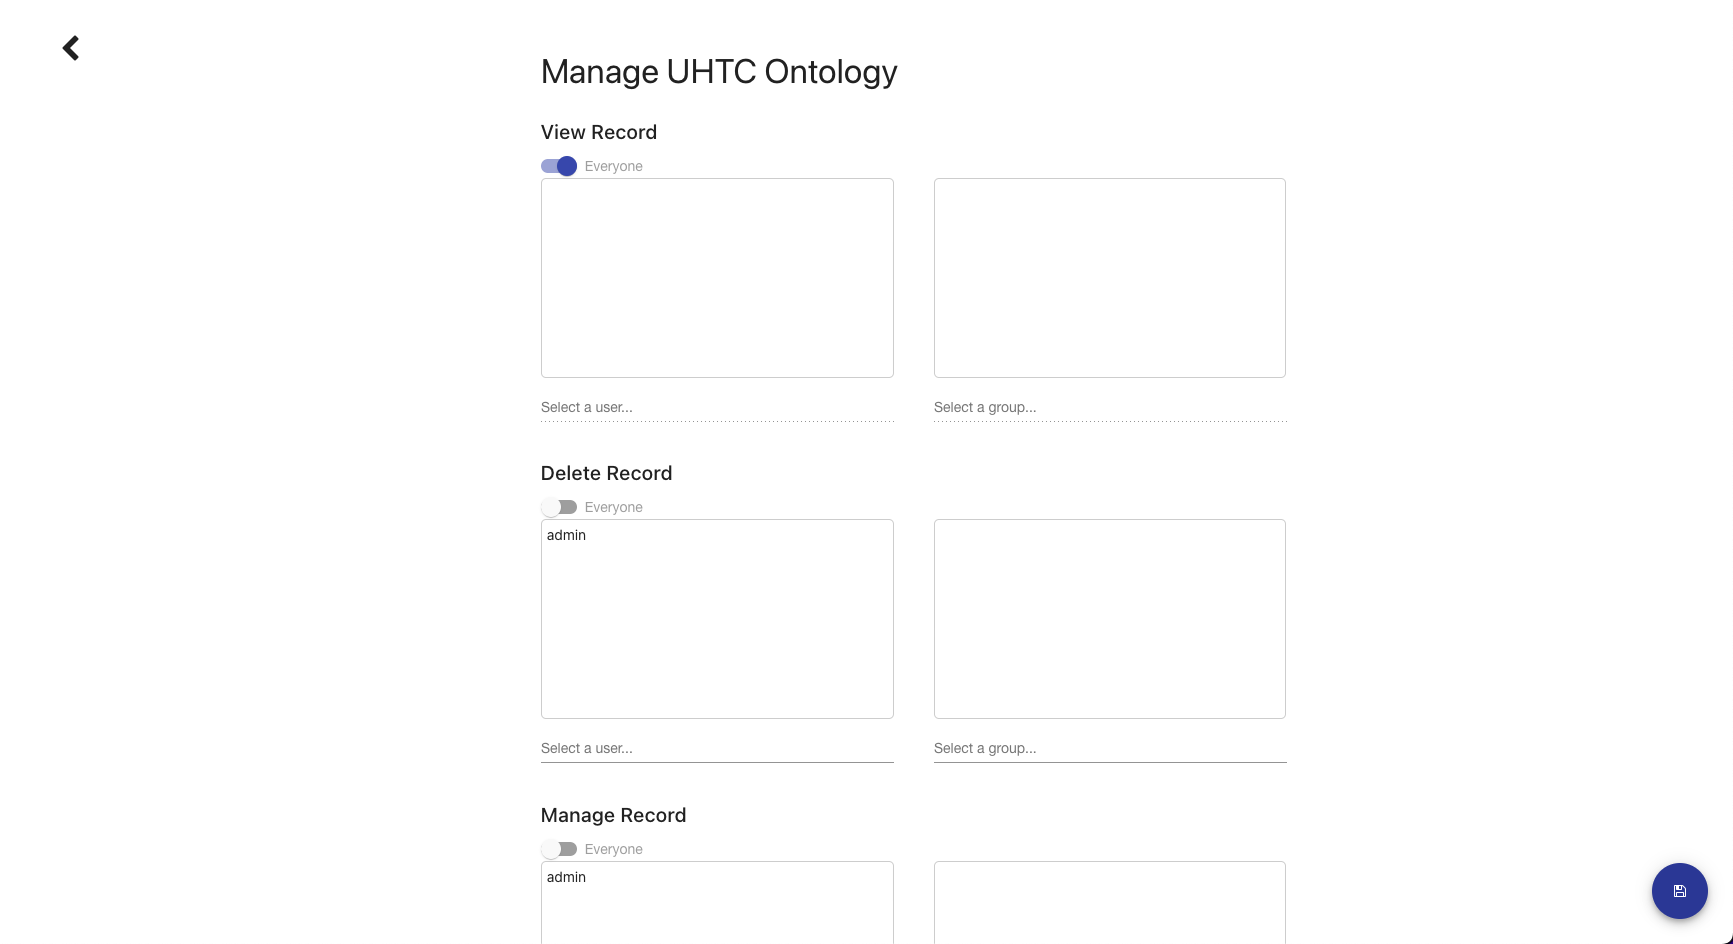 Manage UHTC Ontology
View Record
Everyone
Select a user...
Select a group...
Delete Record
Everyone
admin
Select a user...
Select a group...
Manage Record
Everyone
admin